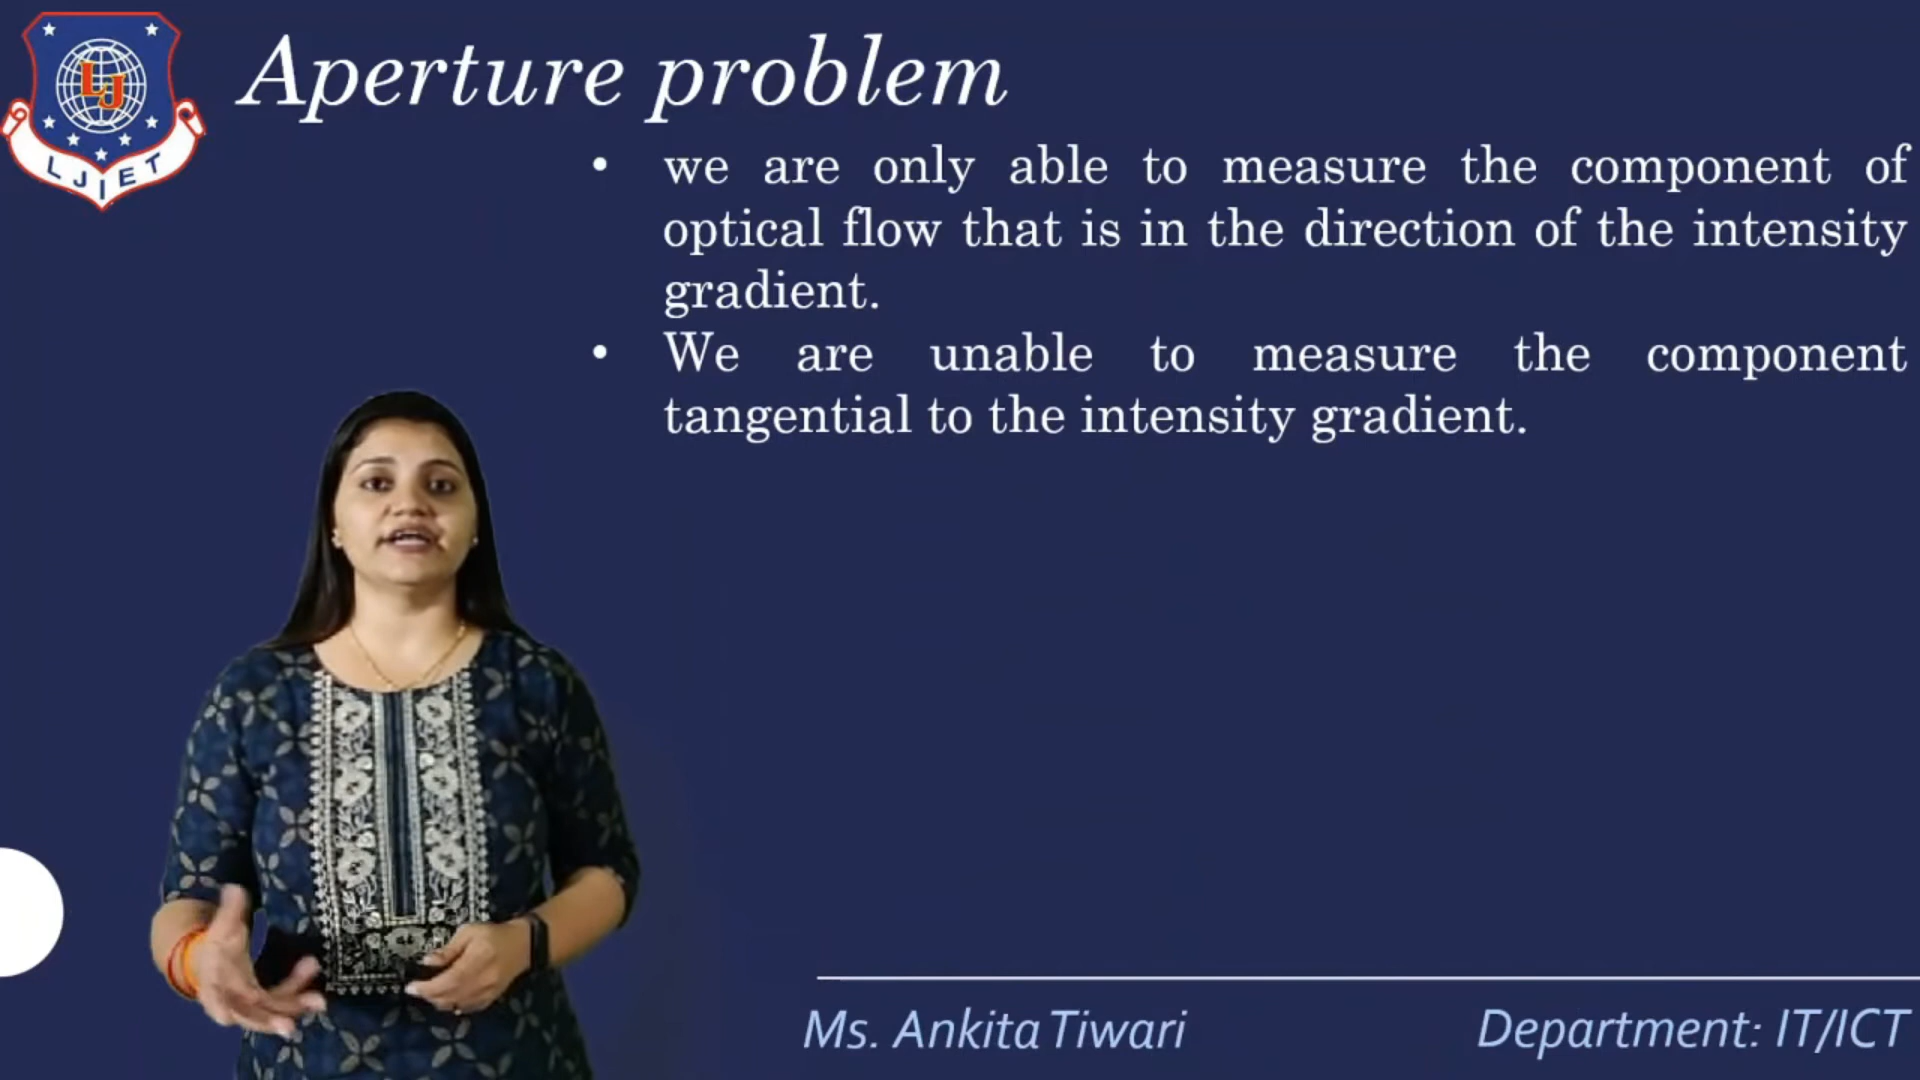 LJ
LJIET
Aperture problem
• we are only able to measure the component of
optical flow that is in the direction of the intensity
gradient.
• We are unable to measure the component
tangential to the intensity gradient.
Ms. Ankita Tiwari
Department: IT/ICT